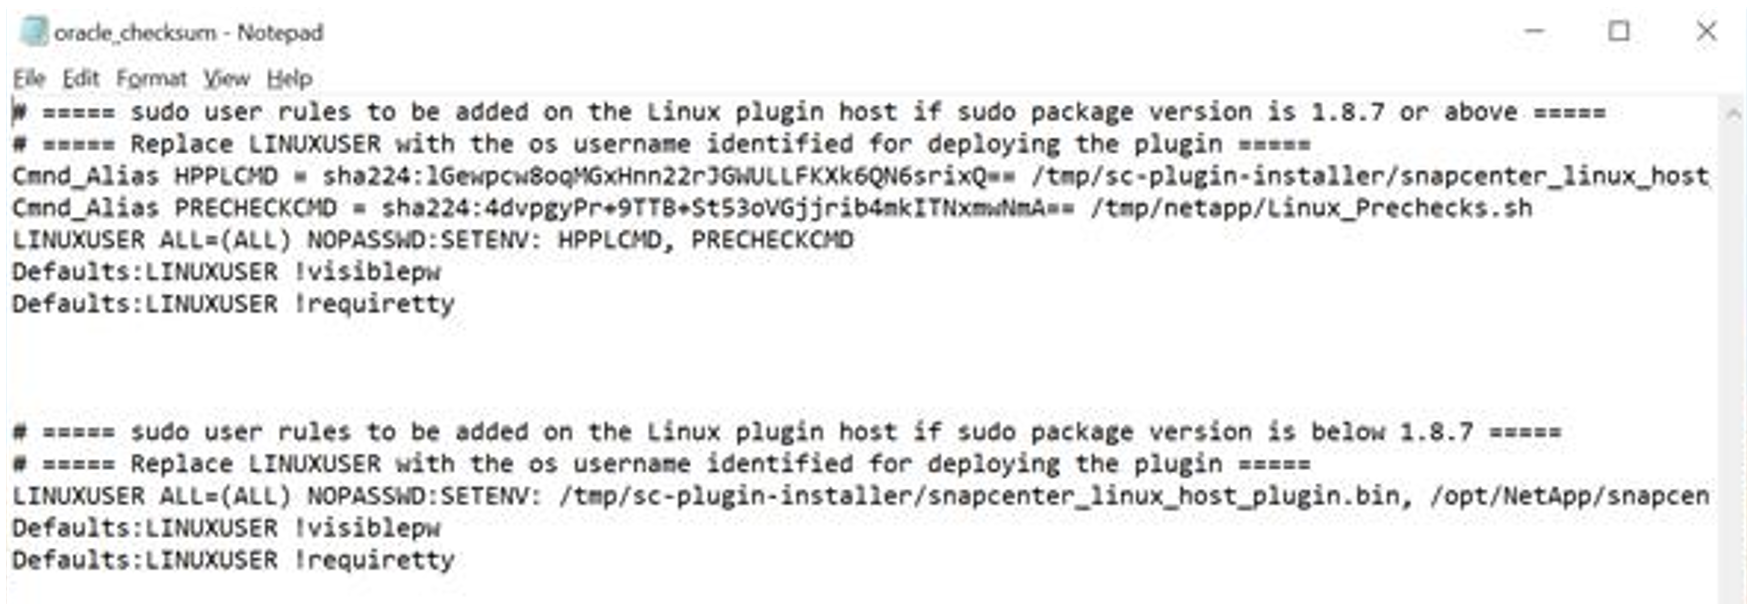 oracle_checksum - Notepad
File Edit Format View Help
# ===== sudo user rules to be added on the Linux plugin host if sudo package version is 1.8.7 or above =====
# ===== Replace LINUXUSER with the os username identified for deploying the plugin =====
Cmnd_Alias HPPLCMD = sha224:lGewpcw8oqMGxHnn22rJGWULLFKXk6QN6srixQ== /tmp/sc-plugin-installer/snapcenter_linux_host
Cmnd_Alias PRECHECKCMD = sha224:4dvpgyPr+9TTB+St53oVGjjrib4mkITNxmwNmA== /tmp/netapp/Linux_Prechecks.sh
LINUXUSER ALL=(ALL) NOPASSWD:SETENV: HPPLCMD, PRECHECKCMD
Defaults:LINUXUSER !visiblepw
Defaults:LINUXUSER !requiretty
# ===== sudo user rules to be added on the Linux plugin host if sudo package version is below 1.8.7 =====
# ===== Replace LINUXUSER with the os username identified for deploying the plugin =====
LINUXUSER ALL=(ALL) NOPASSWD:SETENV: /tmp/sc-plugin-installer/snapcenter_linux_host_plugin.bin, /opt/NetApp/snapcen
Defaults:LINUXUSER !visiblepw
Defaults:LINUXUSER !requiretty